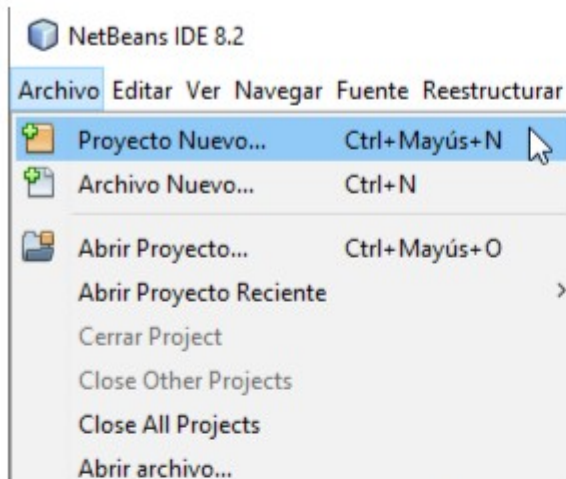 NetBeans IDE 8.2
Archivo Editar Ver Navegar Fuente Reestructurar
Proyecto Nuevo... Ctrl+Mayús+N
Archivo Nuevo... Ctrl+N
Abrir Proyecto... Ctrl+Mayús+O
Abrir Proyecto Reciente
Cerrar Project
Close Other Projects
Close All Projects
Abrir archivo...